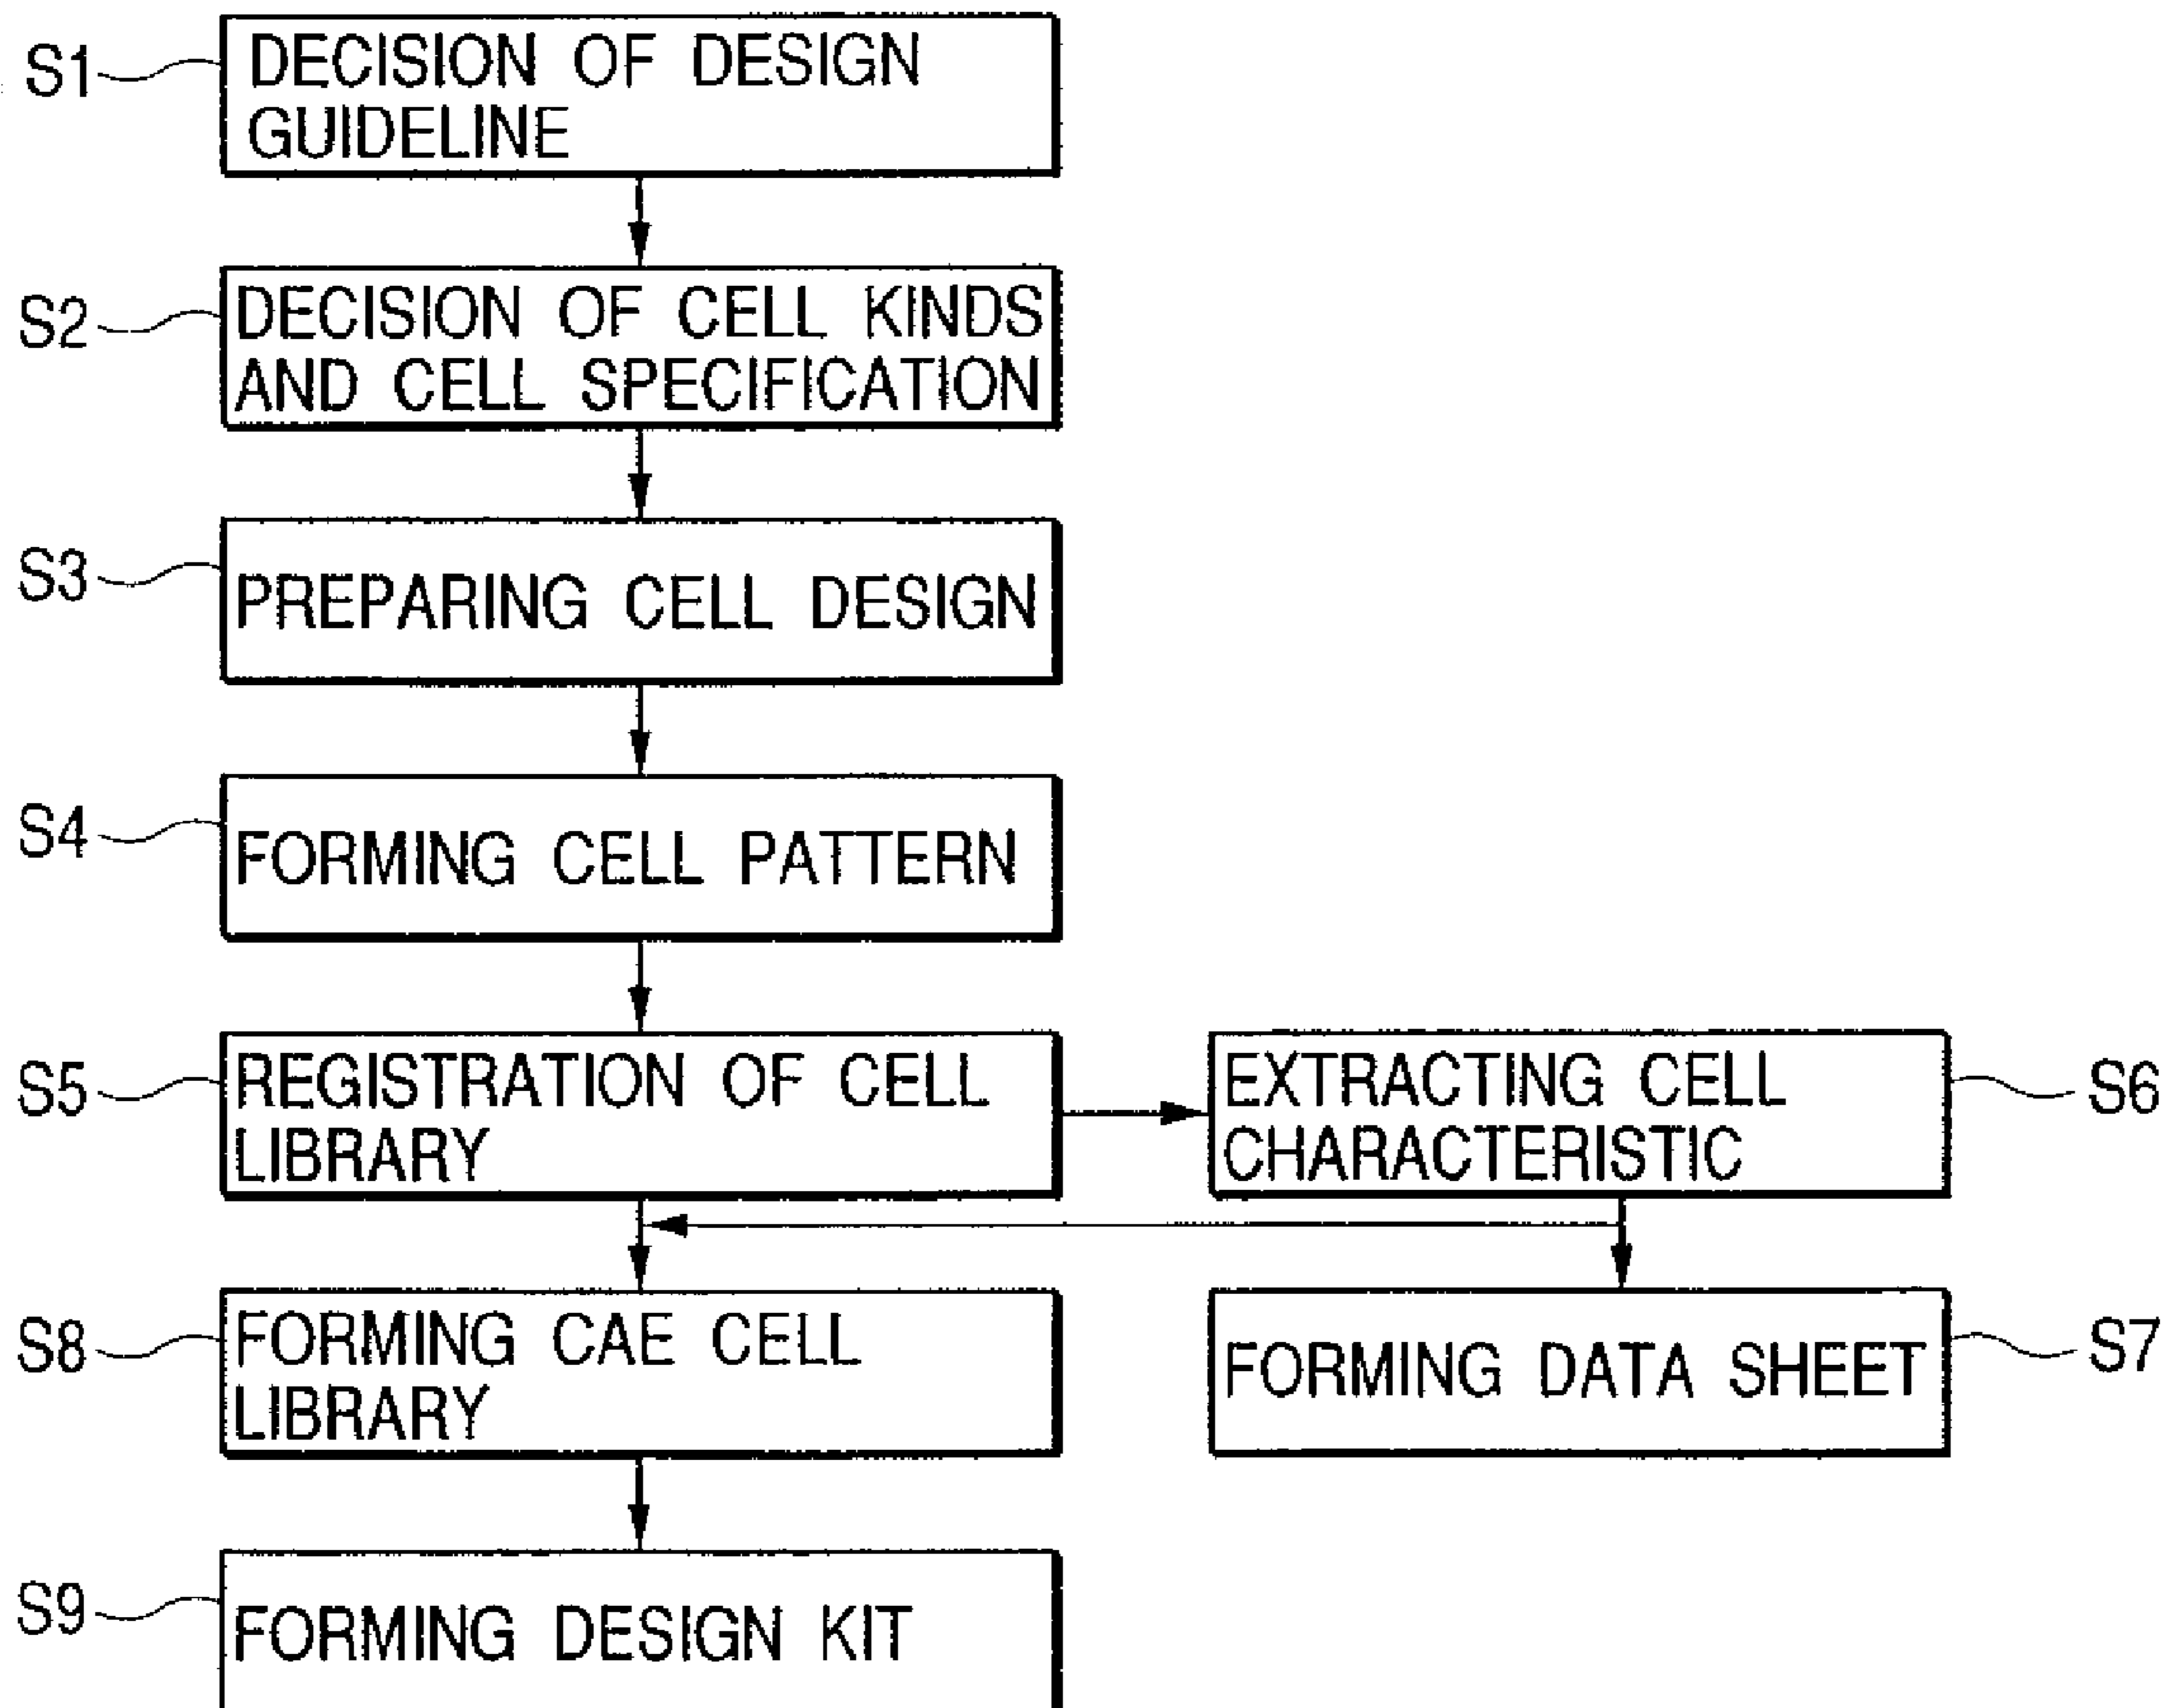 S1
DECISION OF DESIGN
GUIDELINE
S2
DECISION OF CELL KINDS
AND CELL SPECIFICATION
S3
PREPARING CELL DESIGN
S4
FORMING CELL PATTERN
S5
REGISTRATION OF CELL
LIBRARY
EXTRACTING CELL
CHARACTERISTIC
S6
S8
FORMING CAE CELL
LIBRARY
FORMING DATA SHEET
S7
S9
FORMING DESIGN KIT